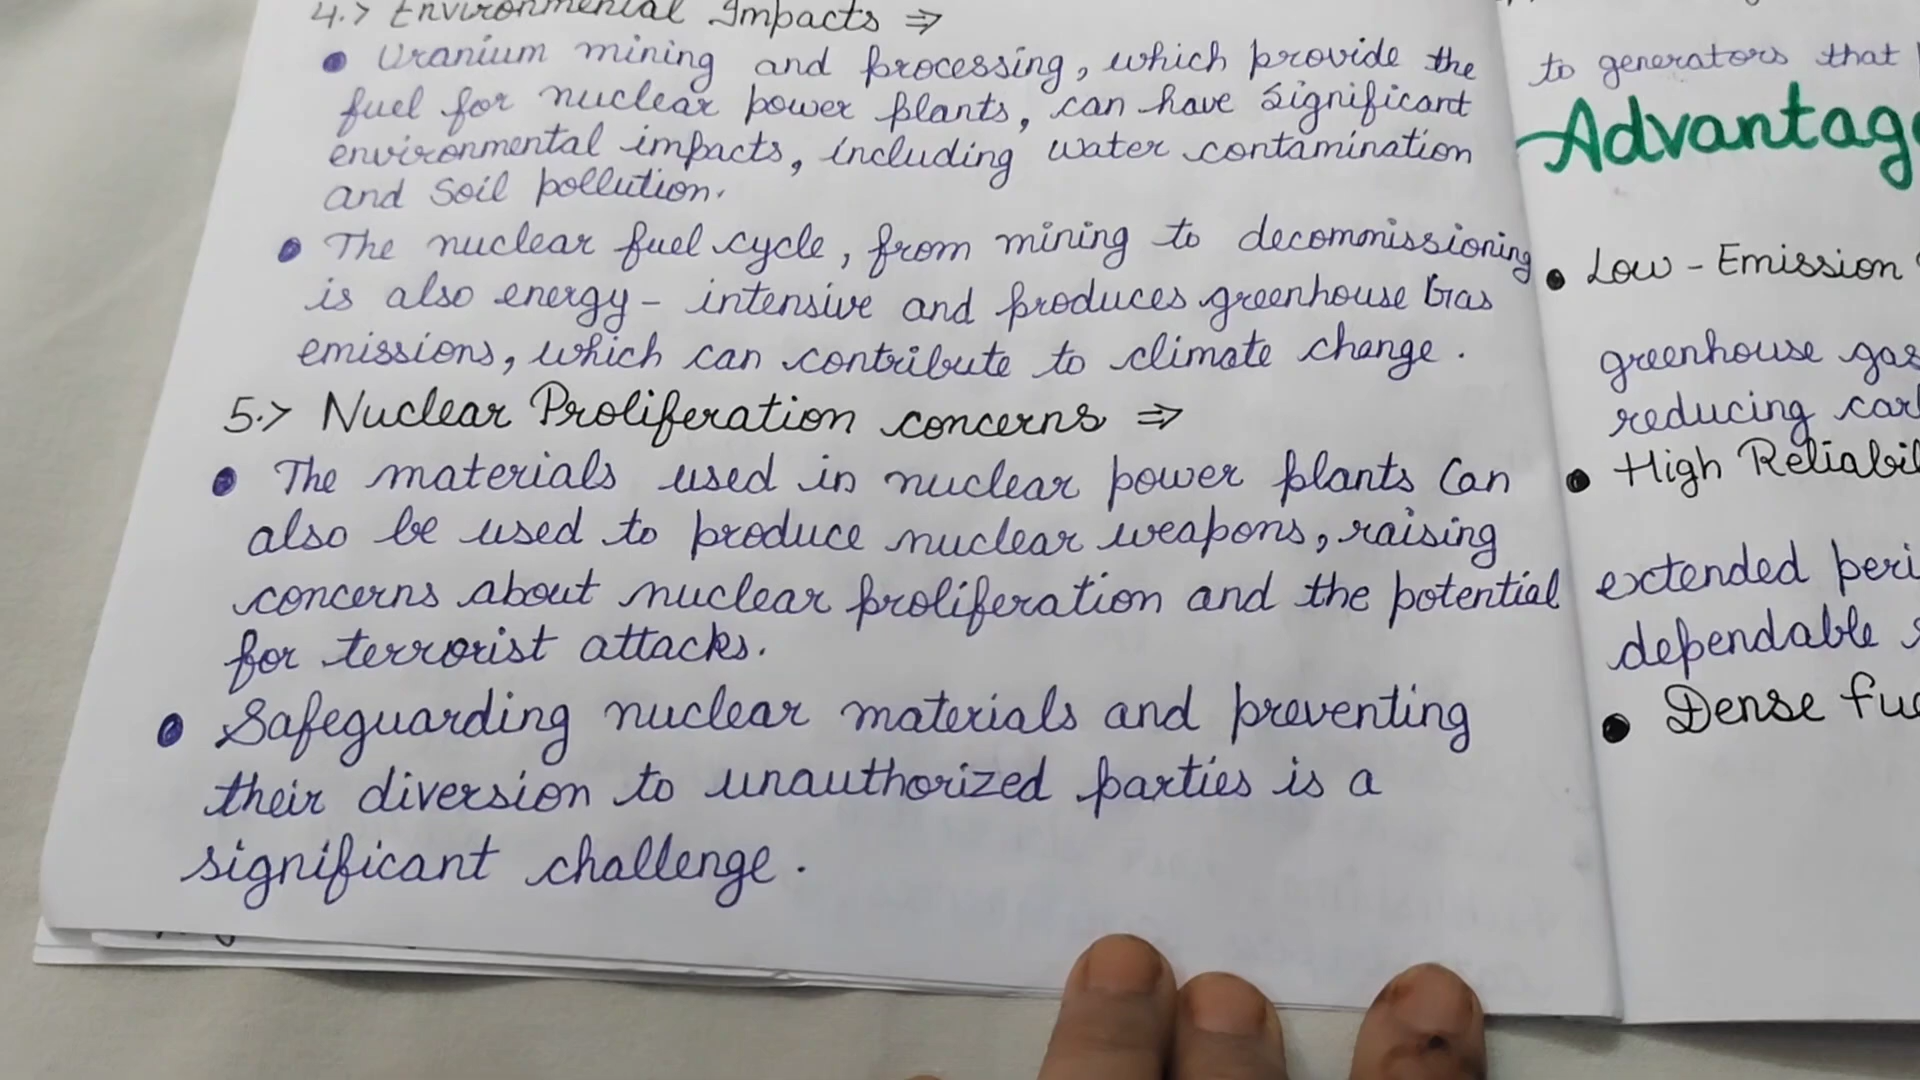 4.> Environmental Impacts ⇒
• Uranium mining and processing, which provide the
fuel for nuclear power plants, can have significant
environmental impacts, including water contamination
and soil pollution.
• The nuclear fuel cycle, from mining to decommissioning
is also energy - intensive and produces greenhouse Gas
emissions, which can contribute to climate change.
5.> Nuclear Proliferation concerns ⇒
• The materials used in nuclear power plants Can
also be used to produce nuclear weapons, raising
concerns about nuclear proliferation and the potential
for terrorist attacks.
• Safeguarding nuclear materials and preventing
their diversion to unauthorized parties is a
significant challenge.
to generators that
Advantag
• Low - Emission
greenhouse gas
reducing
• High Reliabil
extended peri
dependable
• Dense fue